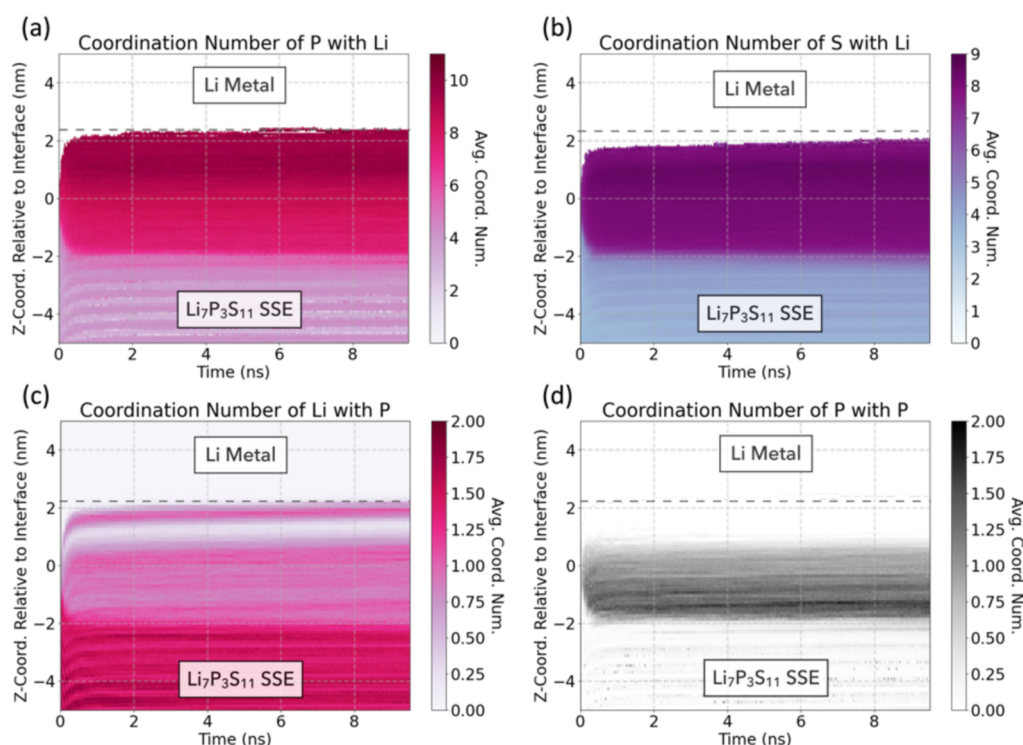 (a)
Coordination Number of P with Li
Z-Coord. Relative to Interface (nm)
4
2
0
−2
−4
Li Metal
Li₇P₃S₁₁ SSE
0 2 4 6 8
Time (ns)
10
8
6
4
2
0
Avg. Coord. Num.
(b)
Coordination Number of S with Li
Z-Coord. Relative to Interface (nm)
4
2
0
−2
−4
Li Metal
Li₇P₃S₁₁ SSE
0 2 4 6 8
Time (ns)
9
8
7
6
5
4
3
2
1
0
Avg. Coord. Num.
(c)
Coordination Number of Li with P
Z-Coord. Relative to Interface (nm)
4
2
0
−2
−4
Li Metal
Li₇P₃S₁₁ SSE
0 2 4 6 8
Time (ns)
2.00
1.75
1.50
1.25
1.00
0.75
0.50
0.25
0.00
Avg. Coord. Num.
(d)
Coordination Number of P with P
Z-Coord. Relative to Interface (nm)
4
2
0
−2
−4
Li Metal
Li₇P₃S₁₁ SSE
0 2 4 6 8
Time (ns)
2.00
1.75
1.50
1.25
1.00
0.75
0.50
0.25
0.00
Avg. Coord. Num.